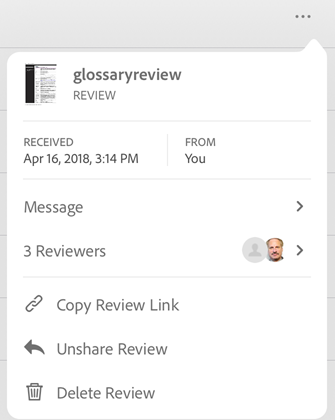 glossaryreview
REVIEW
RECEIVED
Apr 16, 2018, 3:14 PM
FROM
You
Message
3 Reviewers
Copy Review Link
Unshare Review
Delete Review